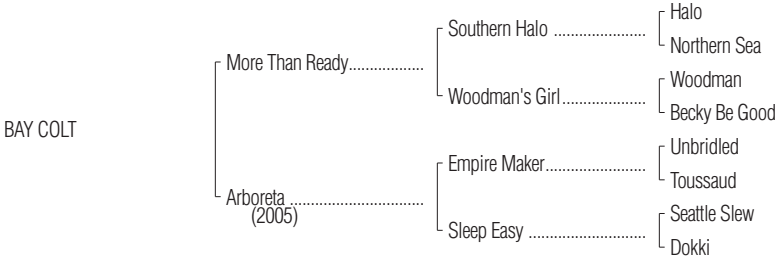 Halo
Southern Halo ......................
Northern Sea
More Than Ready..................
Woodman
Woodman's Girl....................
Becky Be Good
BAY COLT
Unbridled
Empire Maker........................
Toussaud
Arboreta ................................
(2005)
Seattle Slew
Sleep Easy ............................
Dokki